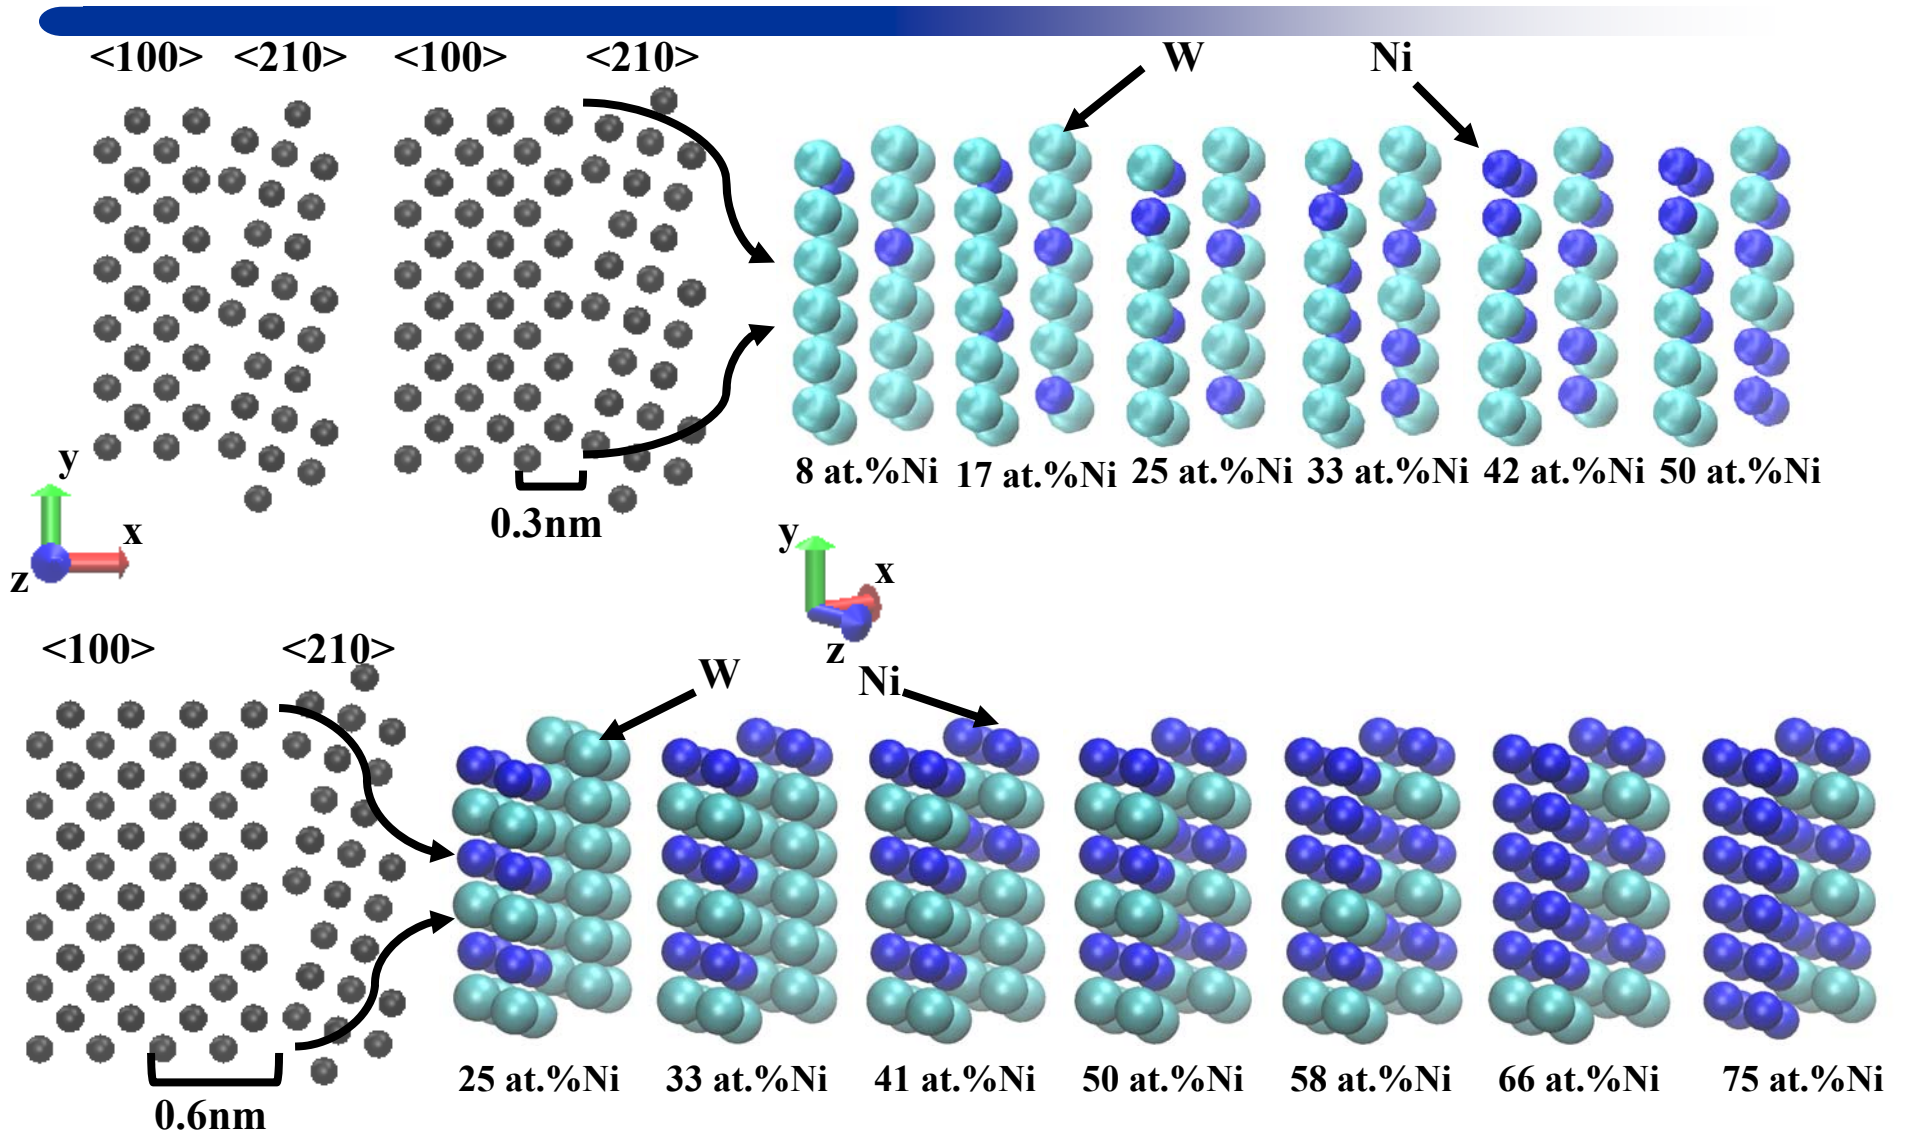 <100> <210> <100> <210> W Ni
8 at.%Ni 17 at.%Ni 25 at.%Ni 33 at.%Ni 42 at.%Ni 50 at.%Ni
y
x
z
0.3nm
y
x
z
<100> <210>
W Ni
25 at.%Ni 33 at.%Ni 41 at.%Ni 50 at.%Ni 58 at.%Ni 66 at.%Ni 75 at.%Ni
0.6nm